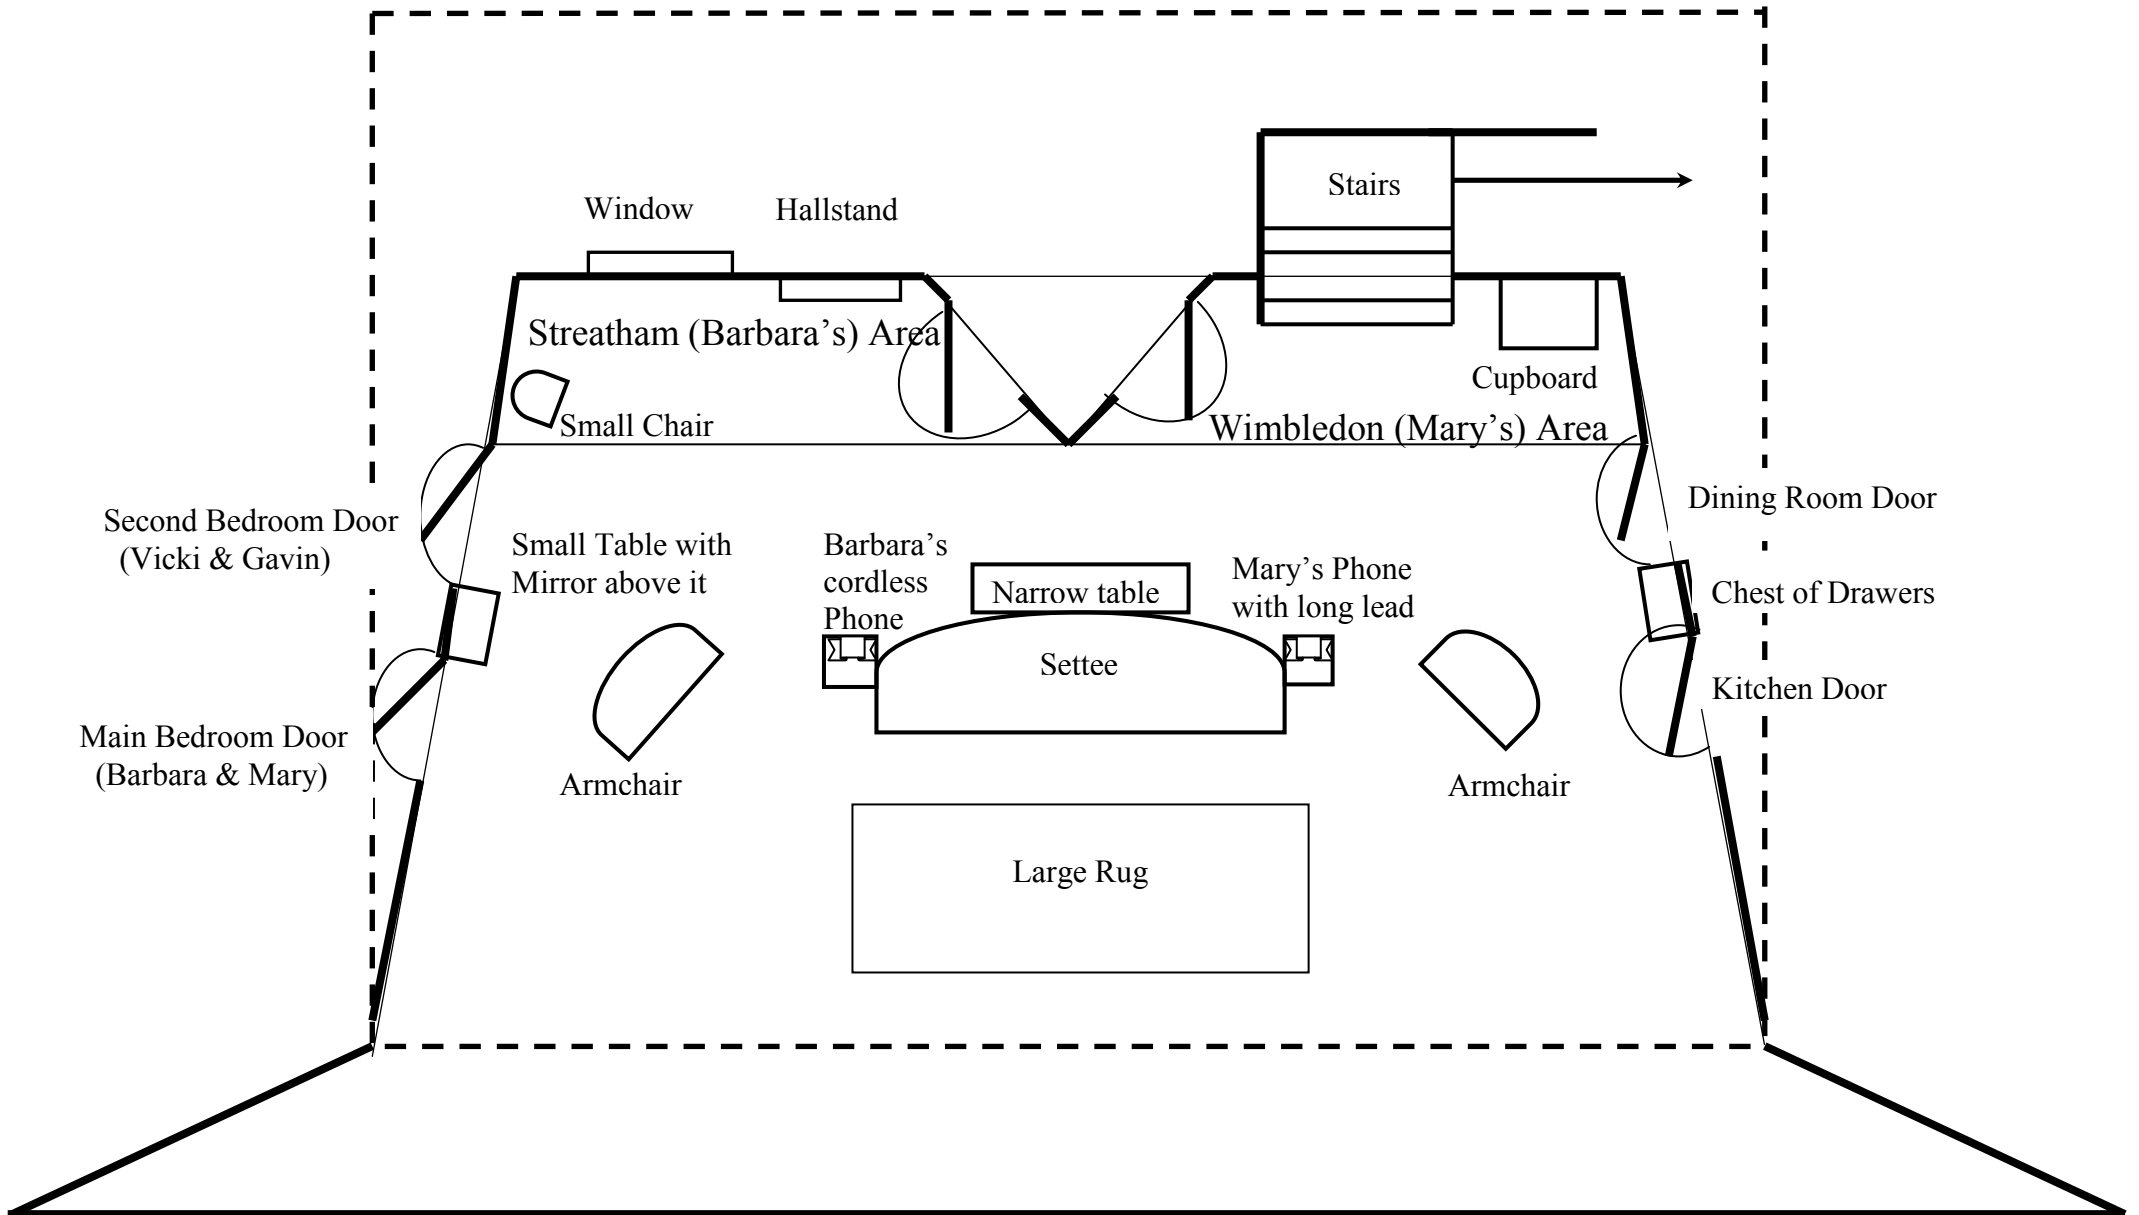 Stairs
Window
Hallstand
Streatham (Barbara’s) Area
Cupboard
Small Chair
Wimbledon (Mary’s) Area
Second Bedroom Door
(Vicki & Gavin)
Dining Room Door
Small Table with
Mirror above it
Barbara’s
cordless
Phone
Narrow table
Mary’s Phone
with long lead
Chest of Drawers
Settee
Kitchen Door
Main Bedroom Door
(Barbara & Mary)
Armchair
Armchair
Large Rug